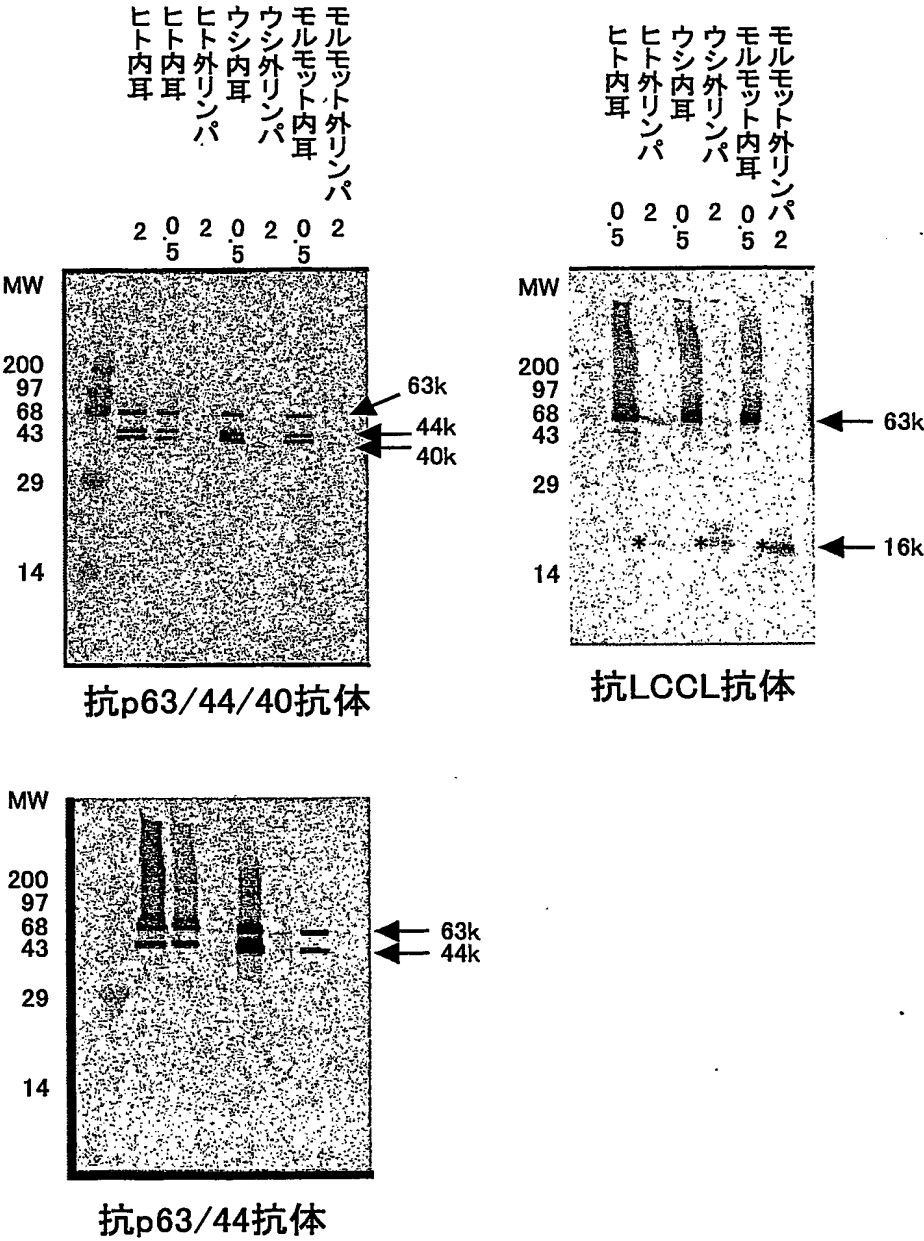 ヒト内耳
ヒト内耳
ヒト外リンパ
ウシ内耳
ウシ外リンパ
モルモット内耳
モルモット外リンパ
2
0.5
2
0.5
2
0.5
2
MW
200
97
68
43
29
14
63k
44k
40k
抗p63/44/40抗体
ヒト内耳
ヒト外リンパ
ウシ内耳
ウシ外リンパ
モルモット内耳
モルモット外リンパ
0.5
2
0.5
2
0.5
2
MW
200
97
68
43
29
14
63k
* * *
16k
抗LCCL抗体
MW
200
97
68
43
29
14
63k
44k
抗p63/44抗体